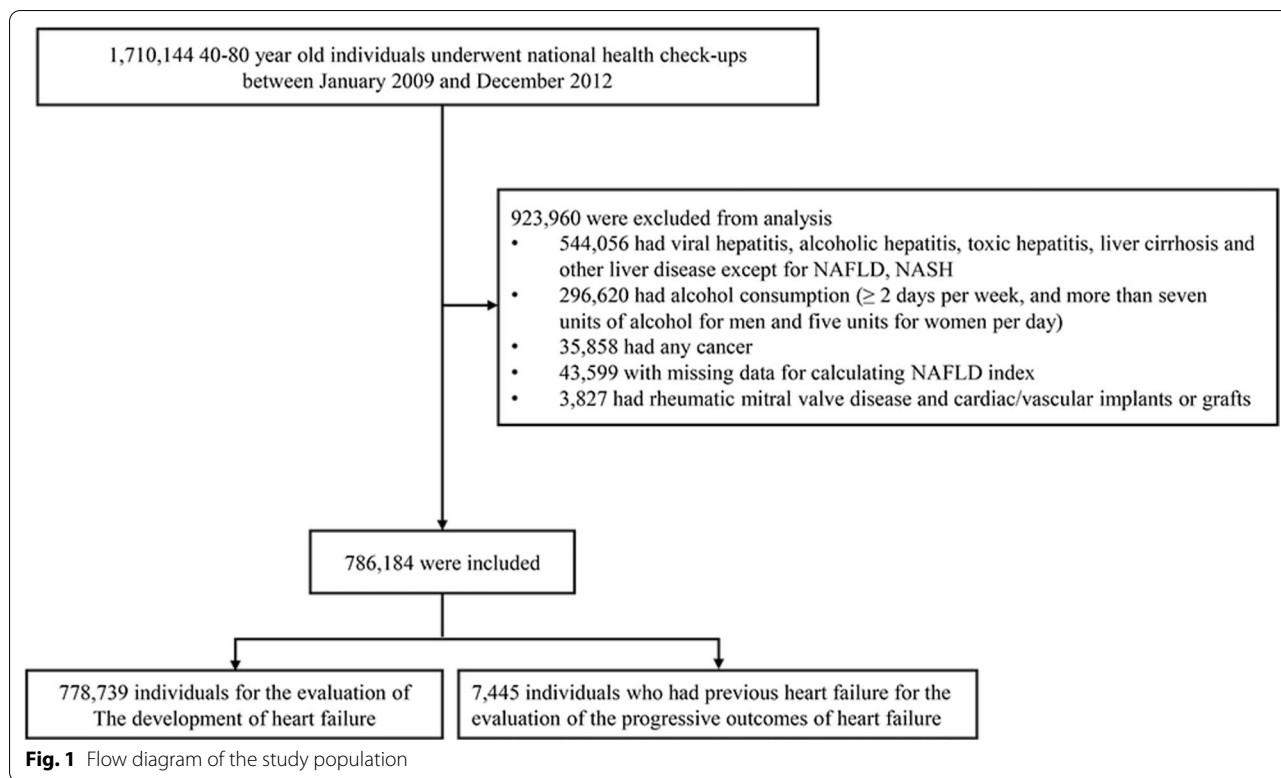 1,710,144 40-80 year old individuals underwent national health check-ups
between January 2009 and December 2012
923,960 were excluded from analysis
• 544,056 had viral hepatitis, alcoholic hepatitis, toxic hepatitis, liver cirrhosis and
other liver disease except for NAFLD, NASH
• 296,620 had alcohol consumption (≥ 2 days per week, and more than seven
units of alcohol for men and five units for women per day)
• 35,858 had any cancer
• 43,599 with missing data for calculating NAFLD index
• 3,827 had rheumatic mitral valve disease and cardiac/vascular implants or grafts
786,184 were included
778,739 individuals for the evaluation of
The development of heart failure
7,445 individuals who had previous heart failure for the
evaluation of the progressive outcomes of heart failure
Fig. 1 Flow diagram of the study population